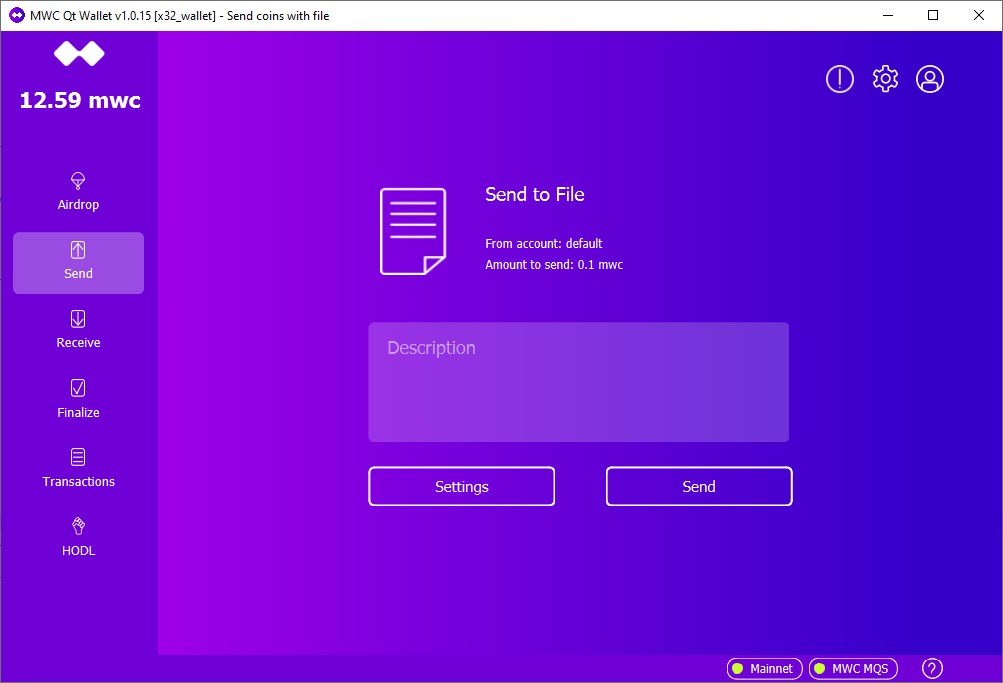 MWC Qt Wallet v1.0.15 [x32_wallet] - Send coins with file
12.59 mwc
Airdrop
Send
Receive
Finalize
Transactions
HODL
Send to File
From account: default
Amount to send: 0.1 mwc
Description
Settings
Send
Mainnet
MWC MQS
?